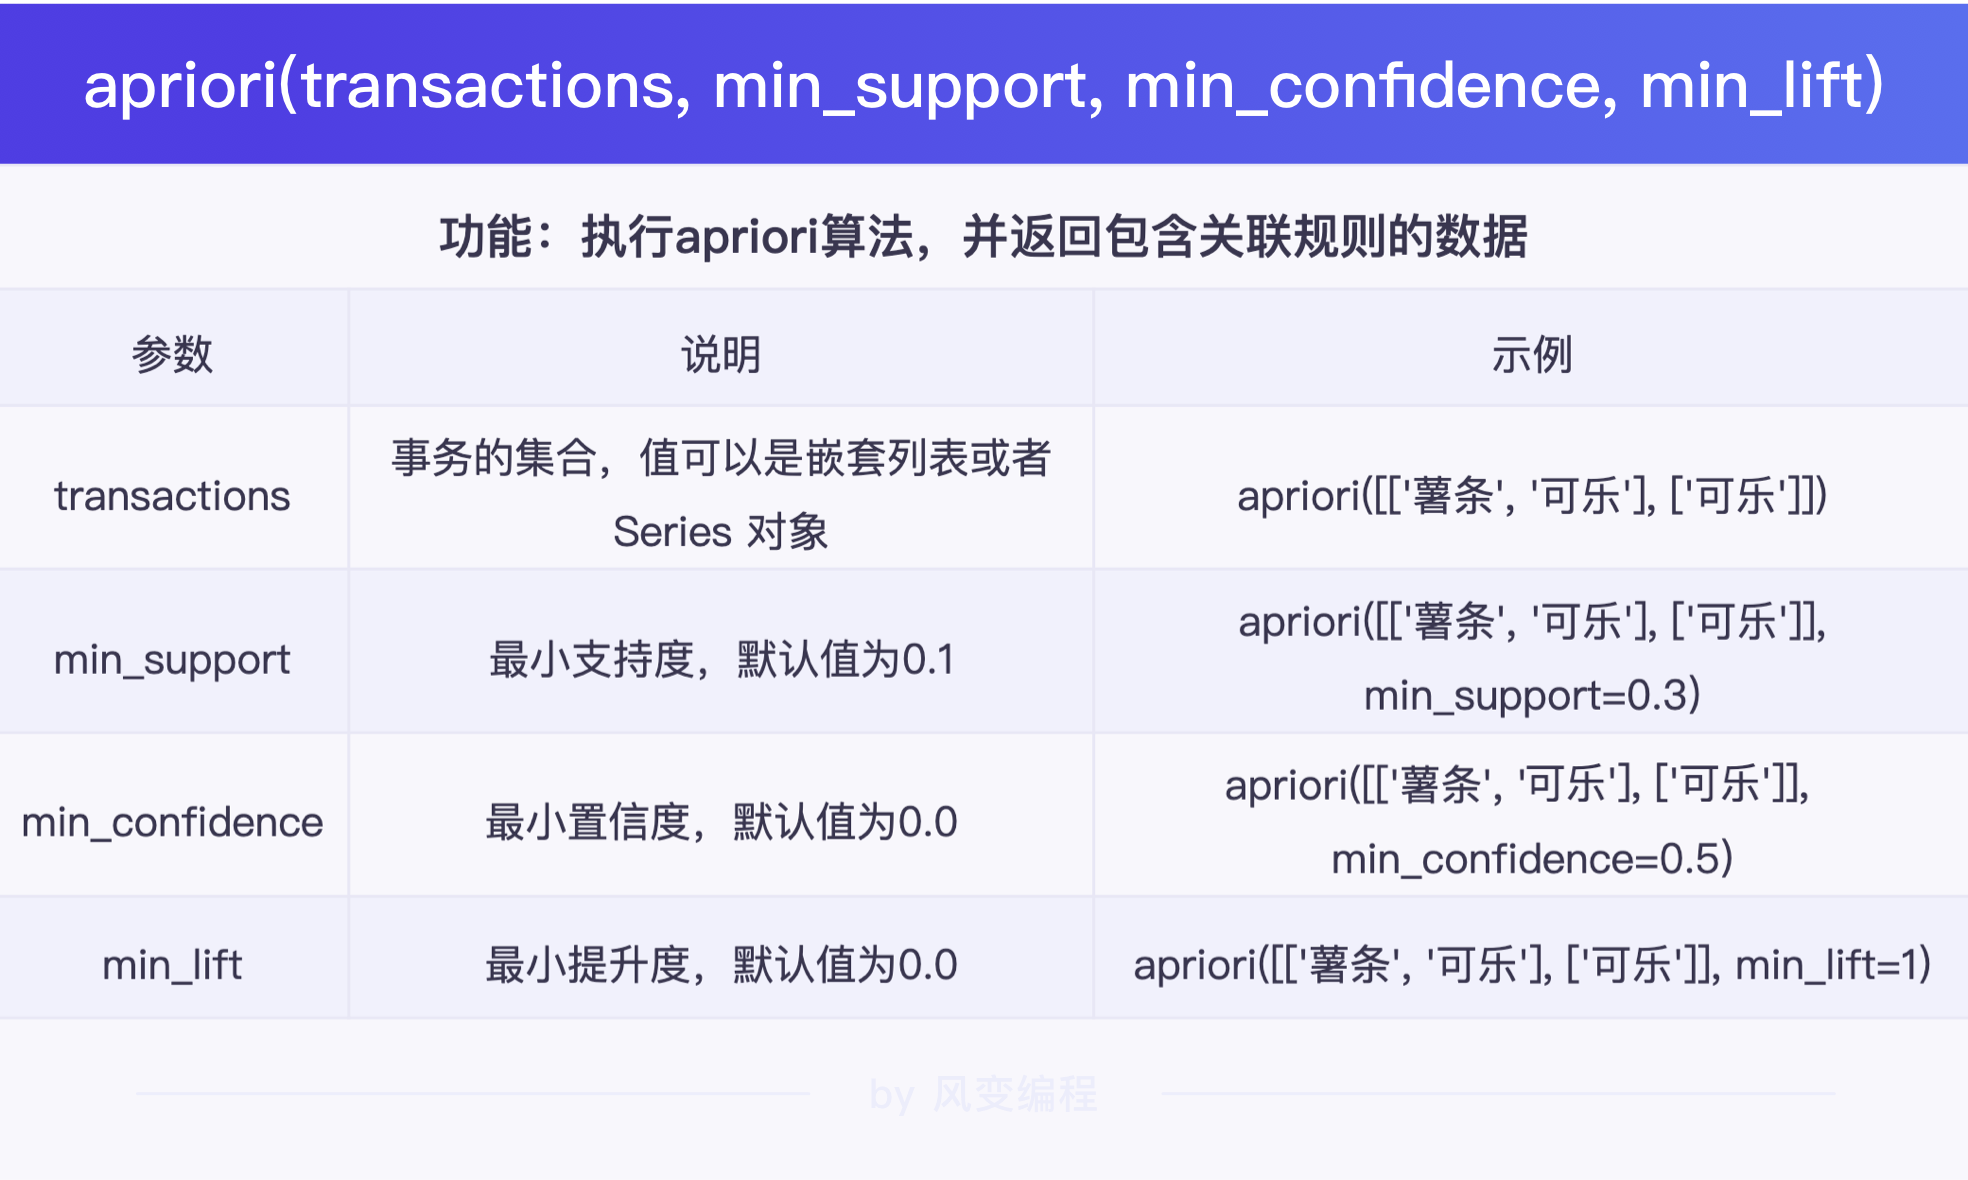 apriori(transactions, min_support, min_confidence, min_lift)
功能：执行apriori算法，并返回包含关联规则的数据
参数 说明 示例
transactions
事务的集合，值可以是嵌套列表或者
Series 对象
apriori([['薯条', '可乐'], ['可乐']])
min_support
最小支持度，默认值为0.1
apriori([['薯条', '可乐'], ['可乐']],
min_support=0.3)
min_confidence
最小置信度，默认值为0.0
apriori([['薯条', '可乐'], ['可乐']],
min_confidence=0.5)
min_lift
最小提升度，默认值为0.0
apriori([['薯条', '可乐'], ['可乐']], min_lift=1)
by 风变编程